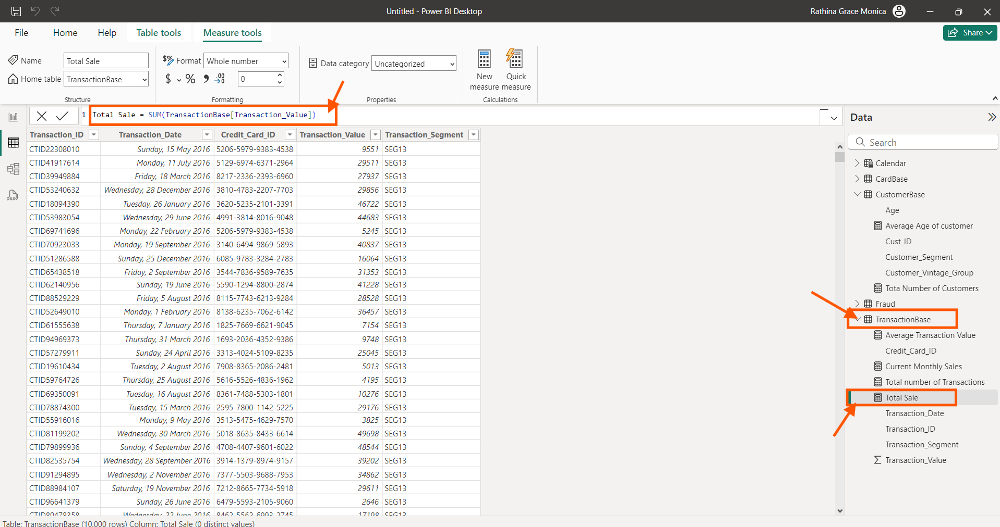 Untitled - Power BI Desktop
Rathina Grace Monica
File Home Help Table tools Measure tools
Share
Name Total Sale
Home table TransactionBase
Structure
$% Format Whole number
$ % , .00 →0 0
Formatting
Data category Uncategorized
Properties
New measure
Quick measure
Calculations
1 Total Sale = SUM(TransactionBase[Transaction_Value])
Transaction_ID Transaction_Date Credit_Card_ID Transaction_Value Transaction_Segment
CTID22308010 Sunday, 15 May 2016 5206-5979-9383-4538 9551 SEG13
CTID41917614 Monday, 11 July 2016 5129-6974-6371-2964 29511 SEG13
CTID39949884 Friday, 18 March 2016 8217-2336-2393-6960 27937 SEG13
CTID53240632 Wednesday, 28 December 2016 3810-4783-2207-7703 29856 SEG13
CTID18094390 Tuesday, 26 January 2016 3620-5235-2101-3391 46722 SEG13
CTID53983054 Wednesday, 29 June 2016 4991-3814-8016-9048 44683 SEG13
CTID69741696 Monday, 22 February 2016 5206-5979-9383-4538 5245 SEG13
CTID70923033 Monday, 19 September 2016 3140-6494-9869-5893 40837 SEG13
CTID51286588 Sunday, 25 December 2016 6085-9783-3284-2783 16064 SEG13
CTID65438518 Friday, 2 September 2016 3544-7836-9589-7635 31353 SEG13
CTID62140956 Sunday, 19 June 2016 5590-1294-8800-2874 41228 SEG13
CTID88529229 Friday, 5 August 2016 8115-7743-6213-9284 28528 SEG13
CTID52649010 Monday, 1 February 2016 8138-6235-7062-6142 36457 SEG13
CTID61555638 Thursday, 7 January 2016 1825-7669-6621-9045 7154 SEG13
CTID94969373 Thursday, 31 March 2016 1693-2036-4352-9386 9748 SEG13
CTID57279911 Sunday, 24 April 2016 3313-4024-5109-8235 25045 SEG13
CTID19610434 Tuesday, 2 August 2016 7908-8365-2086-2481 5013 SEG13
CTID59764726 Thursday, 25 August 2016 5616-5526-4836-1962 4195 SEG13
CTID69350091 Tuesday, 16 August 2016 8361-7488-5303-1801 10276 SEG13
CTID78874300 Tuesday, 15 March 2016 2595-7800-1142-5225 29176 SEG13
CTID55916016 Monday, 9 May 2016 3513-5475-4629-7570 3825 SEG13
CTID81199202 Wednesday, 30 March 2016 5018-8635-8433-6614 49698 SEG13
CTID79899936 Sunday, 4 September 2016 4708-4407-9601-6022 48544 SEG13
CTID82535754 Wednesday, 28 September 2016 3914-1379-8974-9157 39202 SEG13
CTID91294895 Wednesday, 2 November 2016 7377-5503-9688-7953 34862 SEG13
CTID88984107 Saturday, 19 November 2016 7212-8665-7734-5918 29611 SEG13
CTID96641379 Sunday, 26 June 2016 6479-5593-2105-9060 2646 SEG13
CTID80478358 Wednesday, 22 June 2016 8462-5562-6993-2745 17198 SEG13
Table: TransactionBase (10,000 rows) Column: Total Sale (0 distinct values)
DAX
Data
Search
Calendar
CardBase
CustomerBase
Age
Average Age of customer
Cust_ID
Customer_Segment
Customer_Vintage_Group
Tota Number of Customers
Fraud
TransactionBase
Average Transaction Value
Credit_Card_ID
Current Monthly Sales
Total number of Transactions
Total Sale
Transaction_Date
Transaction_ID
Transaction_Segment
Transaction_Value